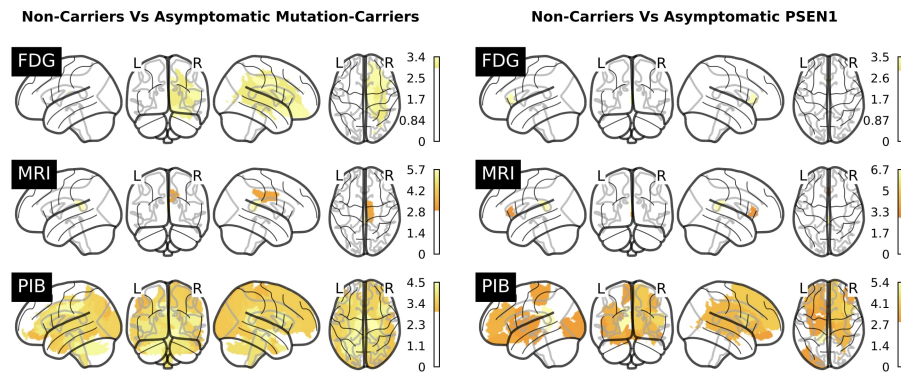 Non-Carriers Vs Asymptomatic Mutation-Carriers
FDG
L R
3.4
2.5
1.7
0.84
0
MRI
L R
L R
5.7
4.2
2.8
1.4
0
PIB
L R
L R
4.5
3.4
2.3
1.1
0
Non-Carriers Vs Asymptomatic PSEN1
FDG
L R
L R
3.5
2.6
1.7
0.87
0
MRI
L R
L R
6.7
5
3.3
1.7
0
PIB
L R
L R
5.4
4.1
2.7
1.4
0